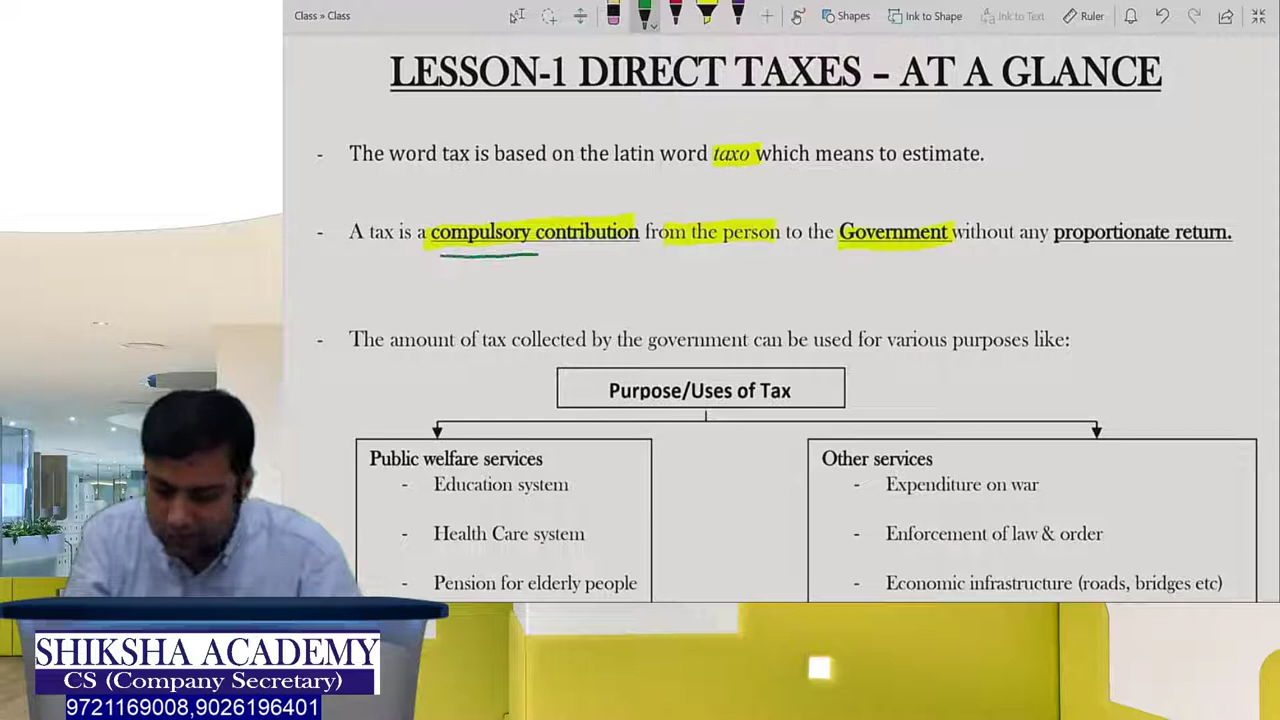 Class » Class
Shapes
Ink to Shape
Ink to Text
Ruler
LESSON-1 DIRECT TAXES – AT A GLANCE
- The word tax is based on the latin word taxo which means to estimate.
- A tax is a compulsory contribution from the person to the Government without any proportionate return.
- The amount of tax collected by the government can be used for various purposes like:
Purpose/Uses of Tax
Public welfare services
- Education system
- Health Care system
- Pension for elderly people
Other services
- Expenditure on war
- Enforcement of law & order
- Economic infrastructure (roads, bridges etc)
SHIKSHA ACADEMY
CS (Company Secretary)
9721169008,9026196401